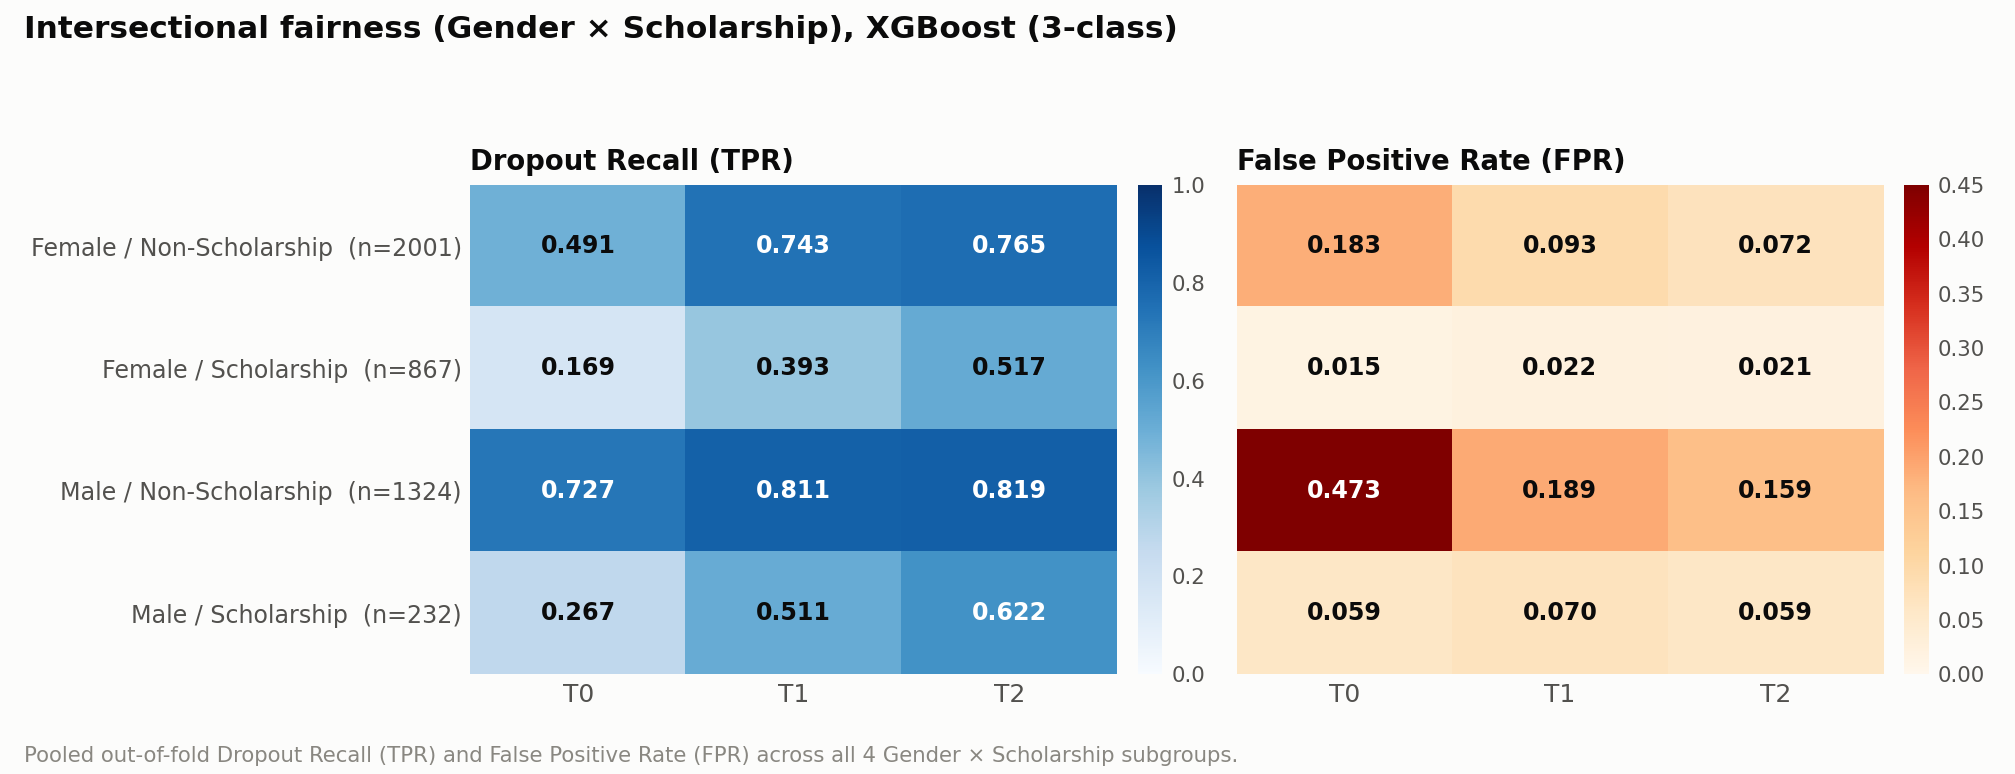 Intersectional fairness (Gender × Scholarship), XGBoost (3-class)
Dropout Recall (TPR)
False Positive Rate (FPR)
Female / Non-Scholarship (n=2001) 0.491 0.743 0.765 0.183 0.093 0.072
Female / Scholarship (n=867) 0.169 0.393 0.517 0.015 0.022 0.021
Male / Non-Scholarship (n=1324) 0.727 0.811 0.819 0.473 0.189 0.159
Male / Scholarship (n=232) 0.267 0.511 0.622 0.059 0.070 0.059
T0 T1 T2
1.0
0.8
0.6
0.4
0.2
0.0
T0 T1 T2
0.45
0.40
0.35
0.30
0.25
0.20
0.15
0.10
0.05
0.00
Pooled out-of-fold Dropout Recall (TPR) and False Positive Rate (FPR) across all 4 Gender × Scholarship subgroups.